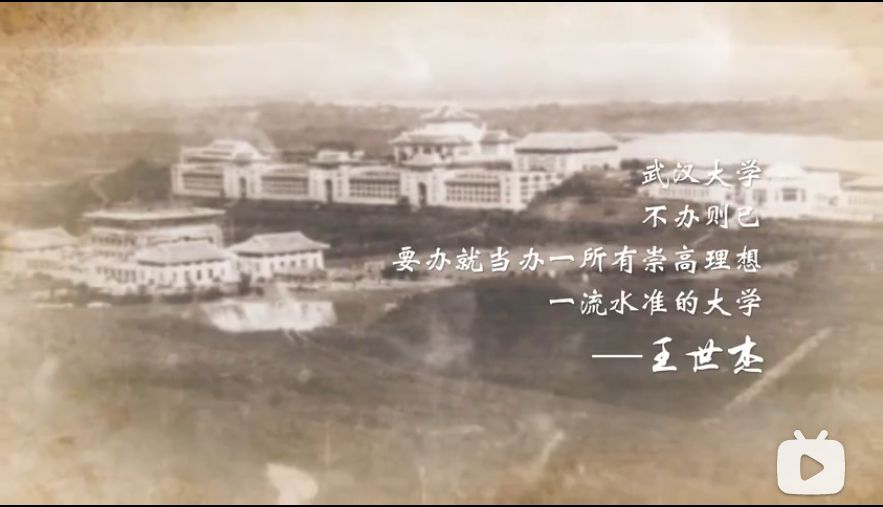 武汉大学
不办则已
要办就当办一所有崇高理想
一流水准的大学
——王世杰